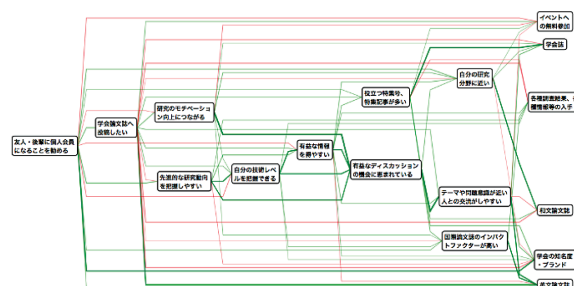 イベントへ
の無料参加
学会誌
自分の研究
分野に近い
役立つ特集号、
特集記事が多い
各種調査結果、各
種情報等の入手
研究のモチベーショ
ン向上につながる
学会論文誌へ
投稿したい
友人・後輩に個人会員
になることを勧める
有益な情報
を得やすい
有益なディスカッション
の機会に恵まれている
先進的な研究動向
を把握しやすい
自分の技術レベ
ルを把握できる
テーマや問題意識が近い
人との交流がしやすい
和文論文誌
国際論文誌のインパク
トファクターが高い
学会の知名度
・ブランド
英文論文誌